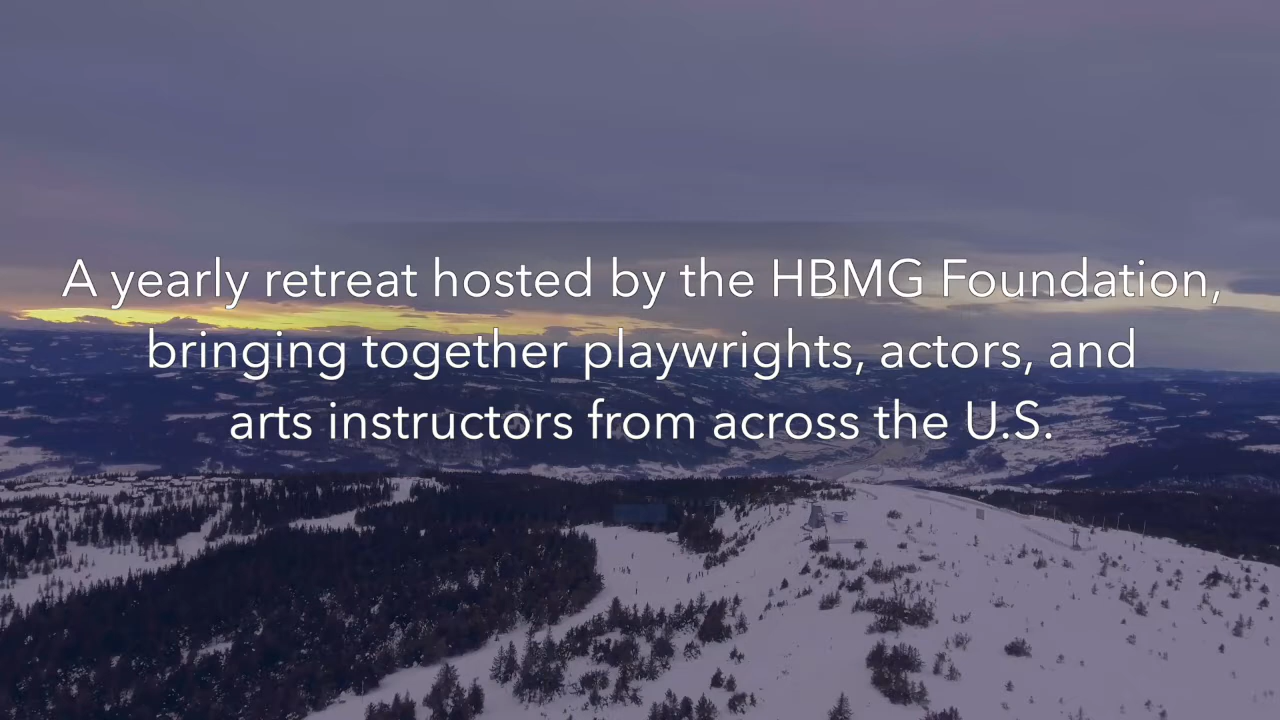 A yearly retreat hosted by the HBMG Foundation,
bringing together playwrights, actors, and
arts instructors from across the U.S.